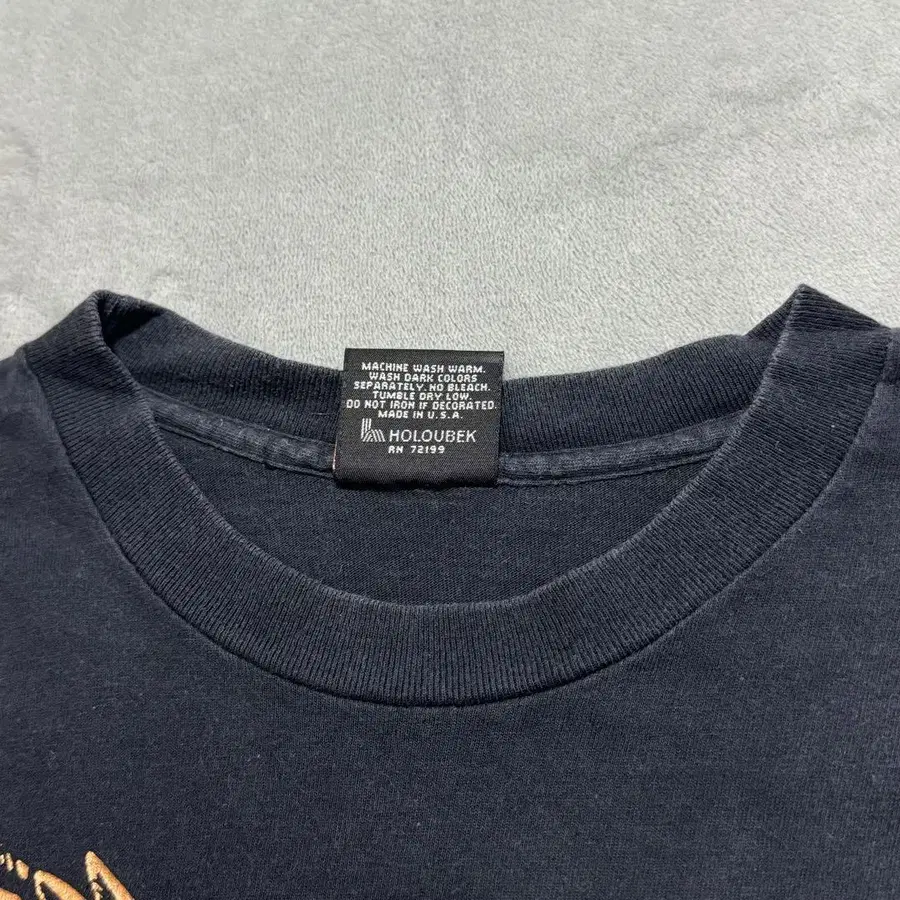 MACHINE WASH WARM.
WASH DARK COLORS
SEPARATELY. NO BLEACH.
TUMBLE DRY LOW.
DO NOT IRON IF DECORATED.
MADE IN U.S.A.
HOLOUBEK
RN 72199